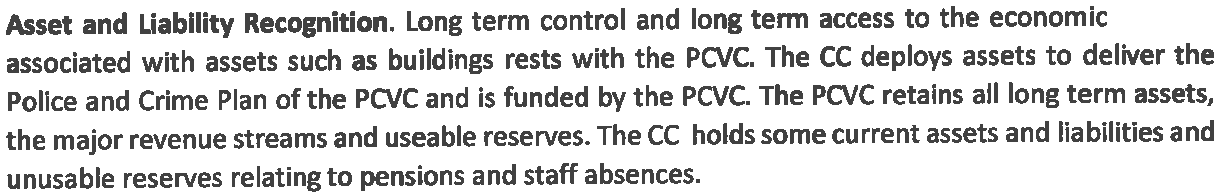 Asset and Liability Recognition. Long term control and long term access to the economic
associated with assets such as buildings rests with the PCVC. The CC deploys assets to deliver the
Police and Crime Plan of the PCVC and is funded by the PCVC. The PCVC retains all long term assets,
the major revenue streams and useable reserves. The CC holds some current assets and liabilities and
unusable reserves relating to pensions and staff absences.